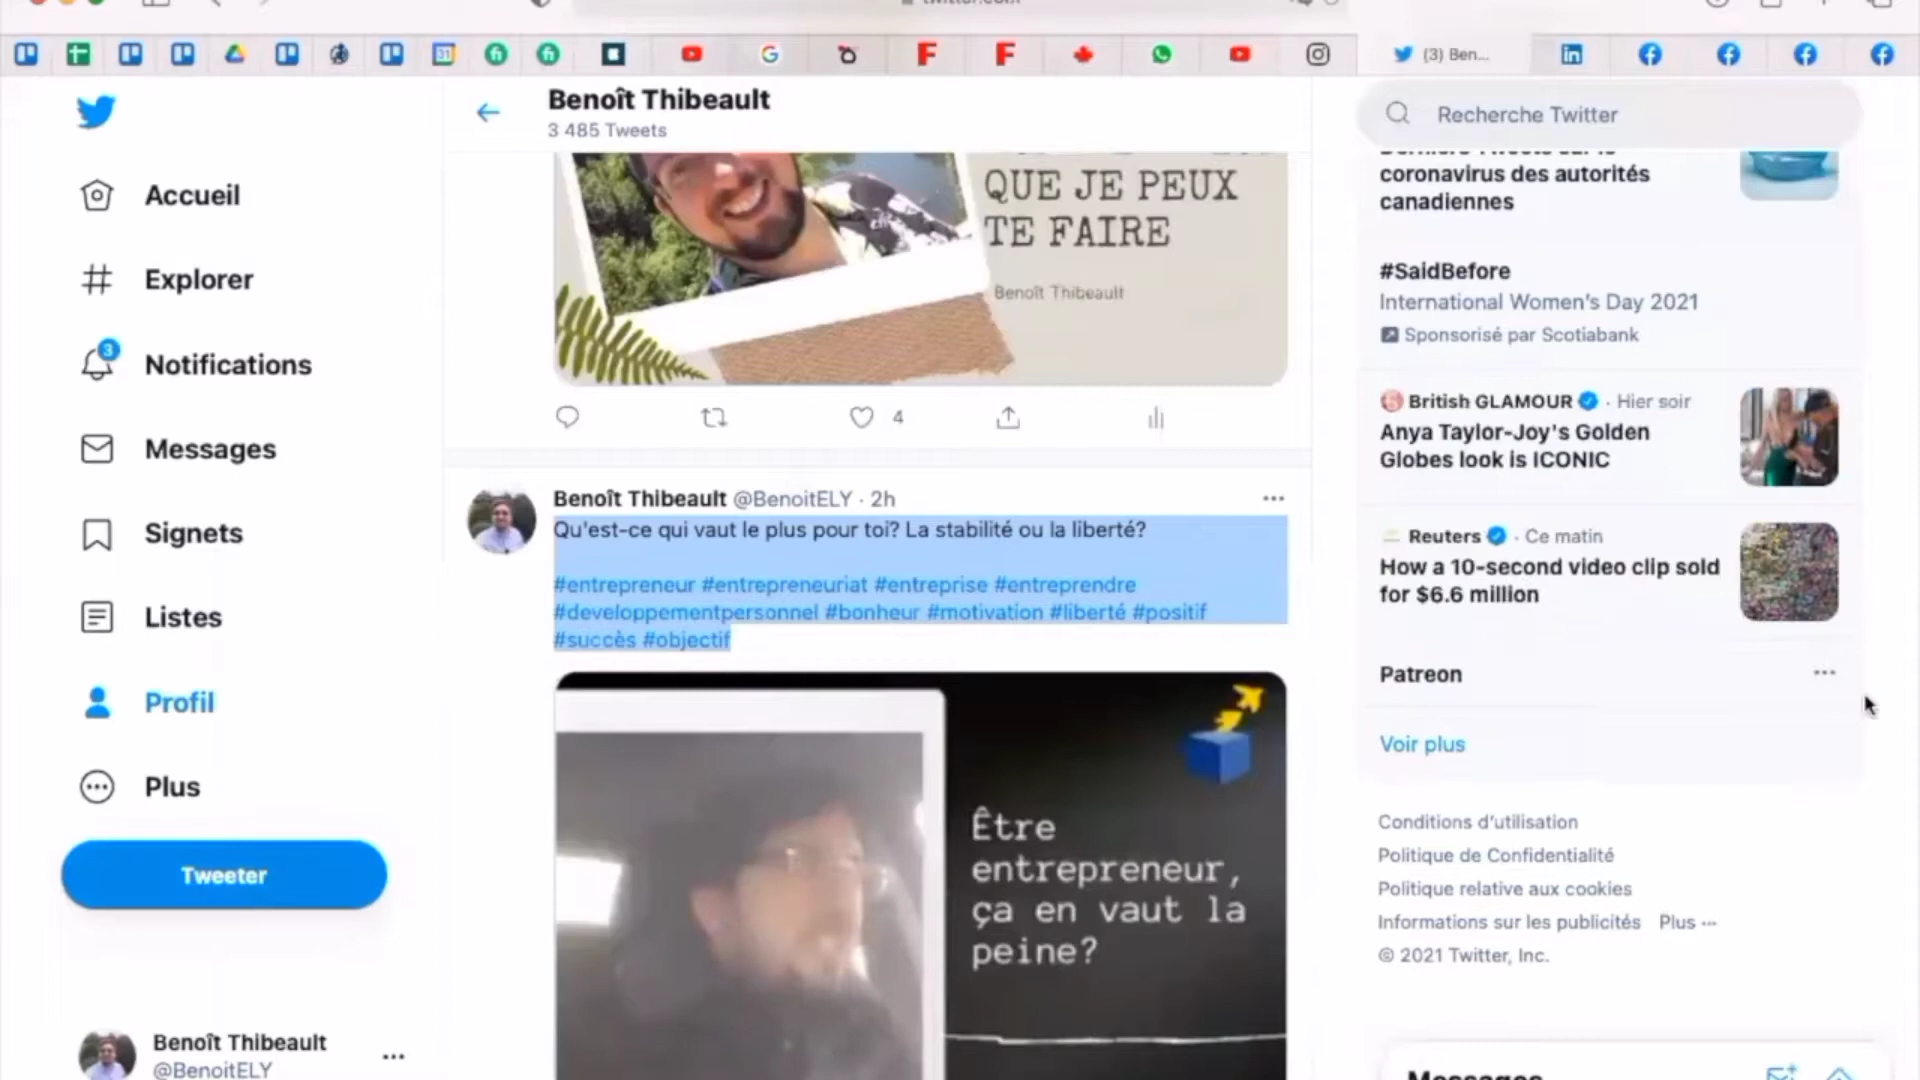 (3) Ben...
Benoît Thibeault
3 485 Tweets
Recherche Twitter
Accueil
Explorer
3
Notifications
Messages
Signets
Listes
Profil
Plus
Tweeter
Benoît Thibeault
@BenoitELY
QUE JE PEUX
TE FAIRE
Benoît Thibeault
4
Benoît Thibeault @BenoitELY · 2h
Qu'est-ce qui vaut le plus pour toi? La stabilité ou la liberté?
#entrepreneur #entrepreneuriat #entreprise #entreprendre
#developpementpersonnel #bonheur #motivation #liberté #positif
#succès #objectif
Être
entrepreneur,
ça en vaut la
peine?
coronavirus des autorités
canadiennes
#SaidBefore
International Women's Day 2021
Sponsorisé par Scotiabank
British GLAMOUR · Hier soir
Anya Taylor-Joy's Golden
Globes look is ICONIC
Reuters · Ce matin
How a 10-second video clip sold
for $6.6 million
Patreon
Voir plus
Conditions d'utilisation
Politique de Confidentialité
Politique relative aux cookies
Informations sur les publicités Plus ···
© 2021 Twitter, Inc.
Messages